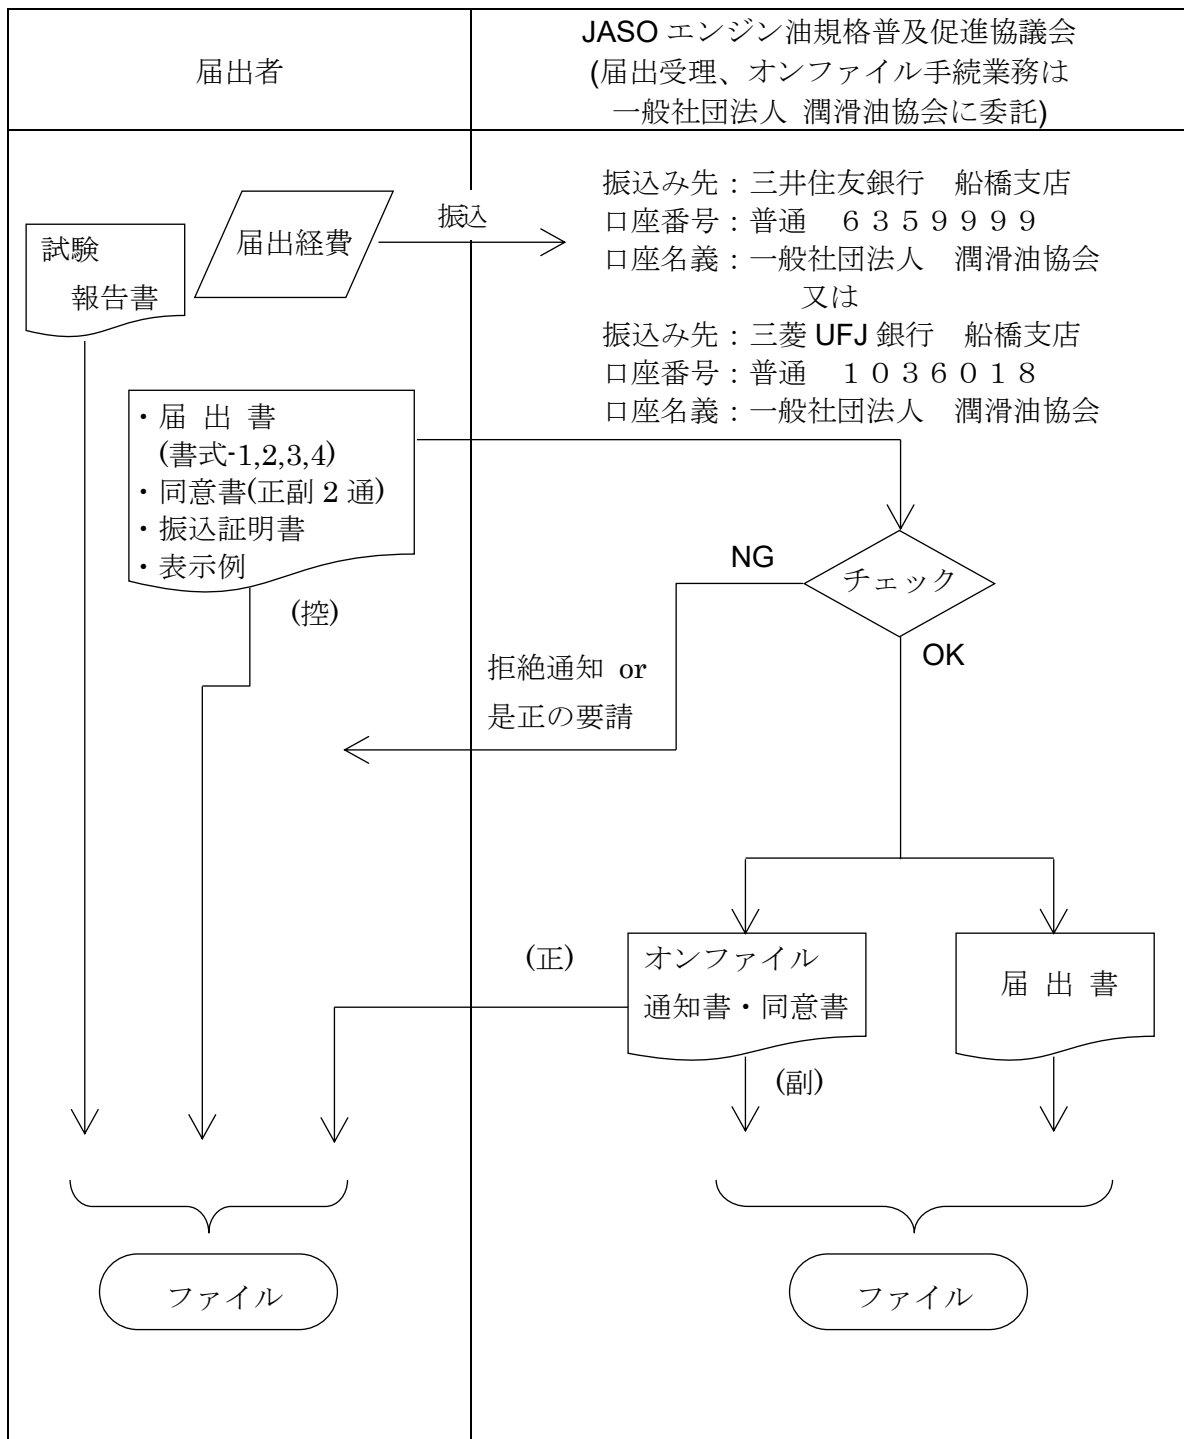 届出者
JASO エンジン油規格普及促進協議会
(届出受理、オンファイル手続業務は
一般社団法人 潤滑油協会に委託)
試験
報告書
届出経費
振込
振込み先：三井住友銀行　船橋支店
口座番号：普通　６３５９９９９
口座名義：一般社団法人　潤滑油協会
又は
振込み先：三菱 UFJ 銀行　船橋支店
口座番号：普通　１０３６０１８
口座名義：一般社団法人　潤滑油協会
・届 出 書
(書式-1,2,3,4)
・同意書(正副 2 通)
・振込証明書
・表示例
(控)
チェック
NG
OK
拒絶通知 or
是正の要請
(正)
オンファイル
通知書・同意書
(副)
届 出 書
ファイル
ファイル